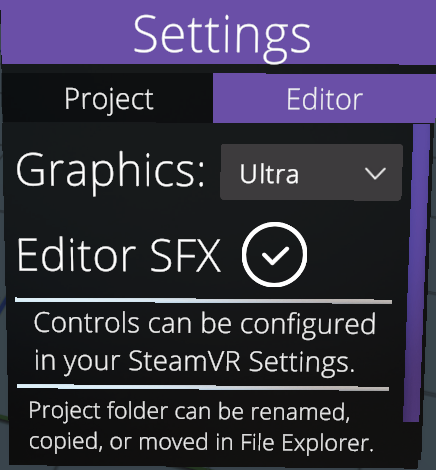 Settings
Project
Editor
Graphics:
Ultra
Editor SFX
Controls can be configured
in your SteamVR Settings.
Project folder can be renamed,
copied, or moved in File Explorer.